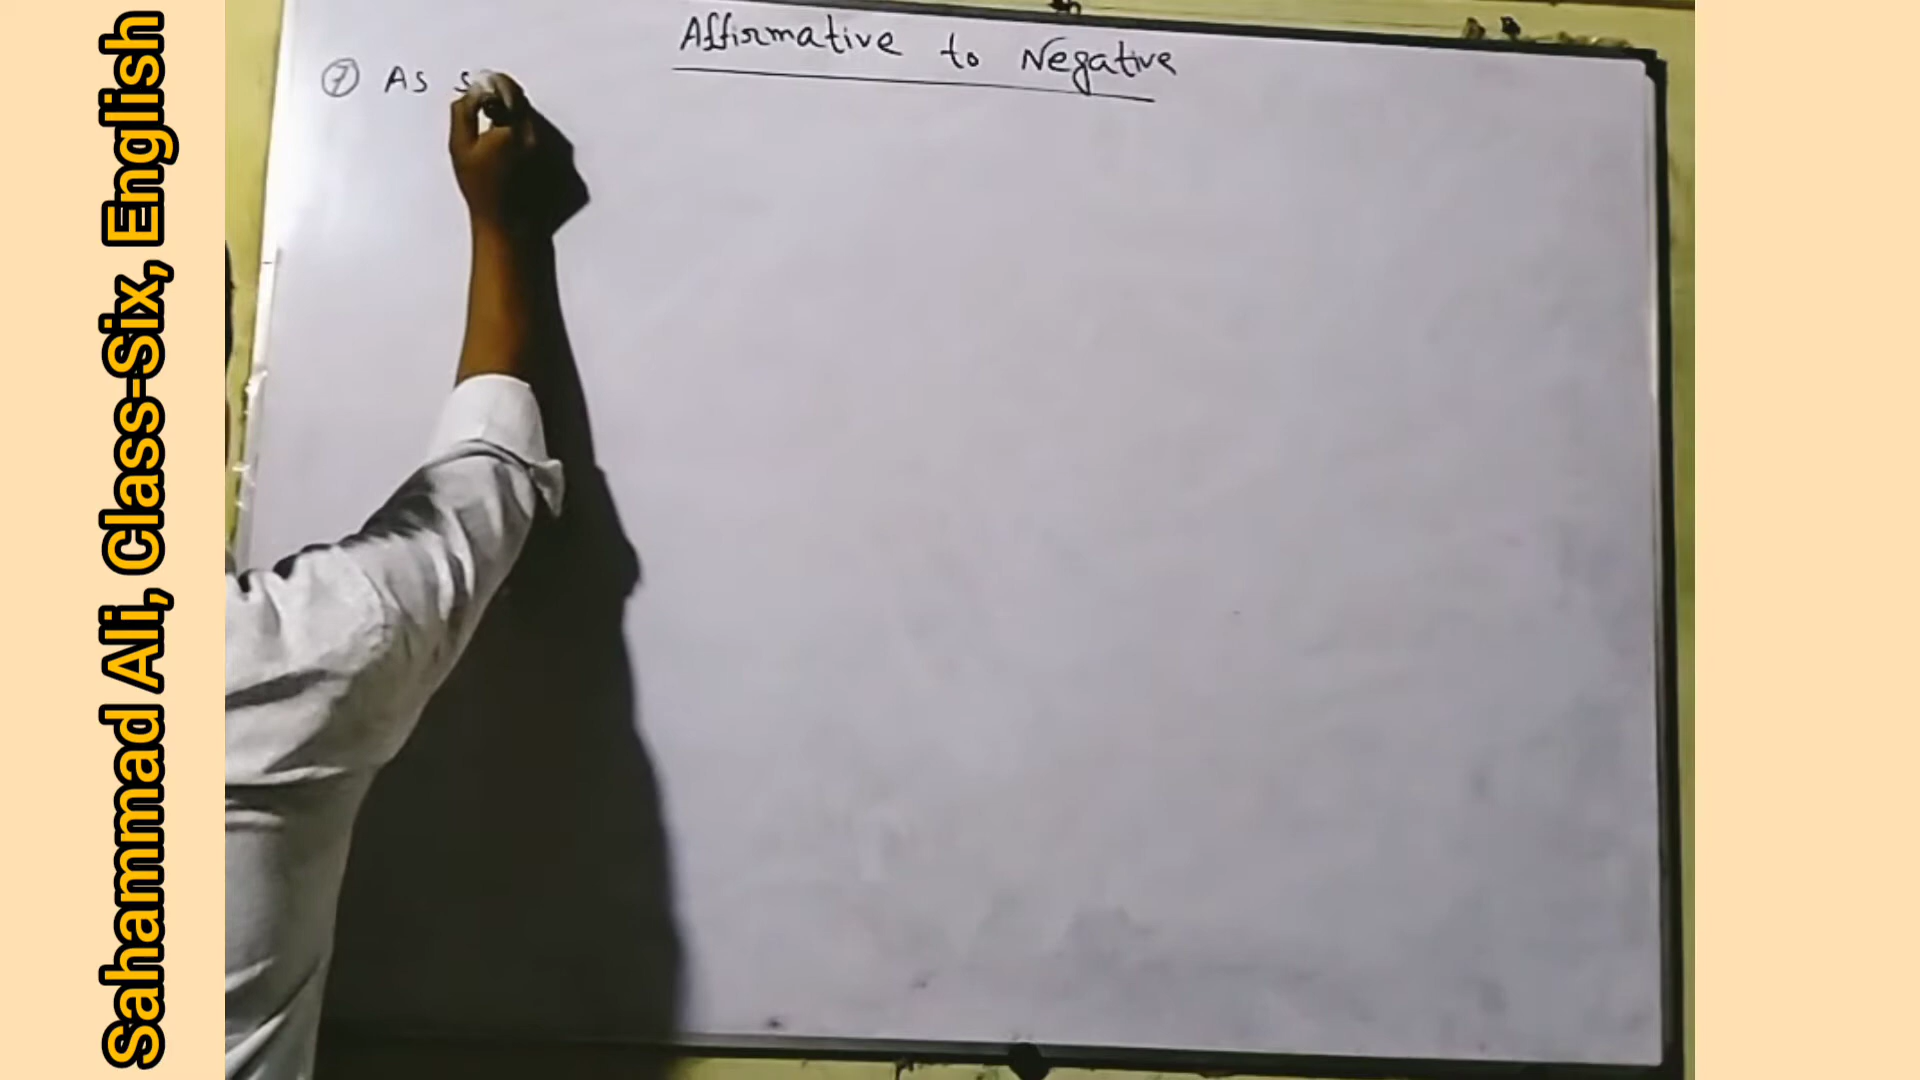 Sahammad Ali, Class-Six, English
Affirmative to Negative
⑦ As s